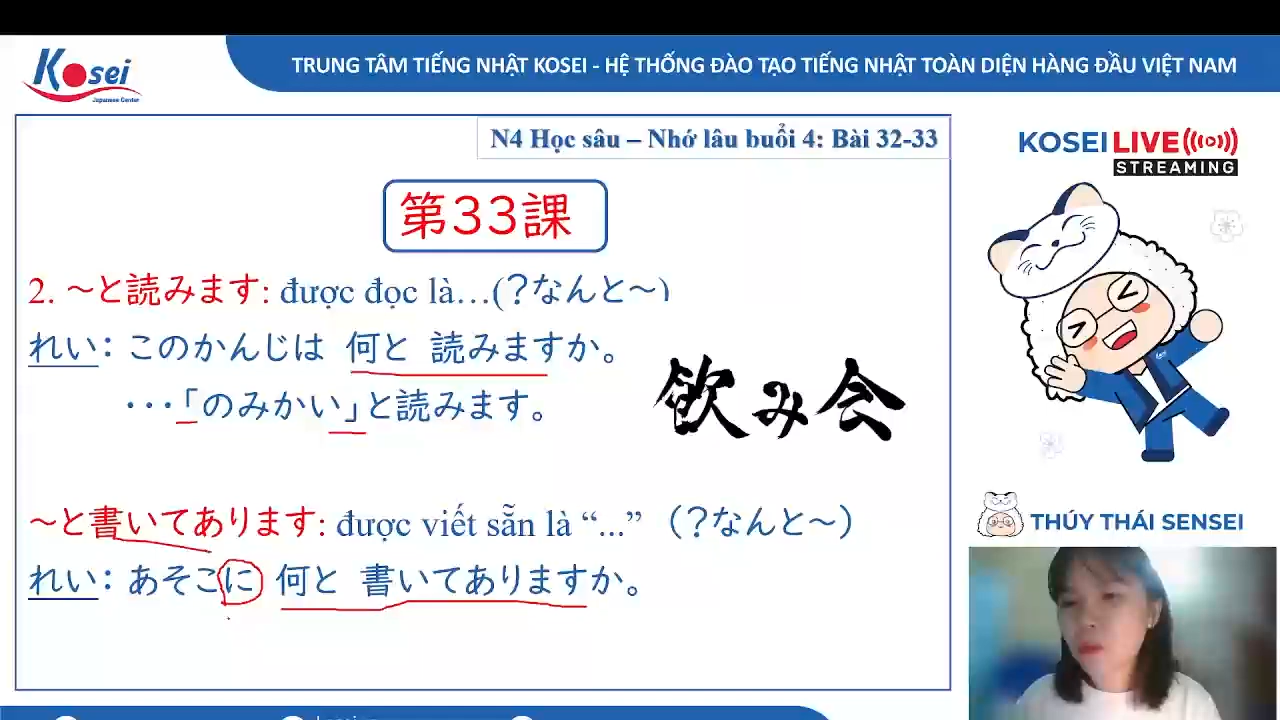 Kosei
Japanese Center
TRUNG TÂM TIẾNG NHẬT KOSEI - HỆ THỐNG ĐÀO TẠO TIẾNG NHẬT TOÀN DIỆN HÀNG ĐẦU VIỆT NAM
N4 Học sâu – Nhớ lâu buổi 4: Bài 32-33
KOSEI LIVE
STREAMING
第33課
2. ~と読みます: được đọc là…(?なんと~)
れい: このかんじは 何と 読みますか。
・・・「のみかい」と読みます。
飲み会
~と書いてあります: được viết sẵn là “...” (?なんと~)
れい: あそこに 何と 書いてありますか。
THÚY THÁI SENSEI